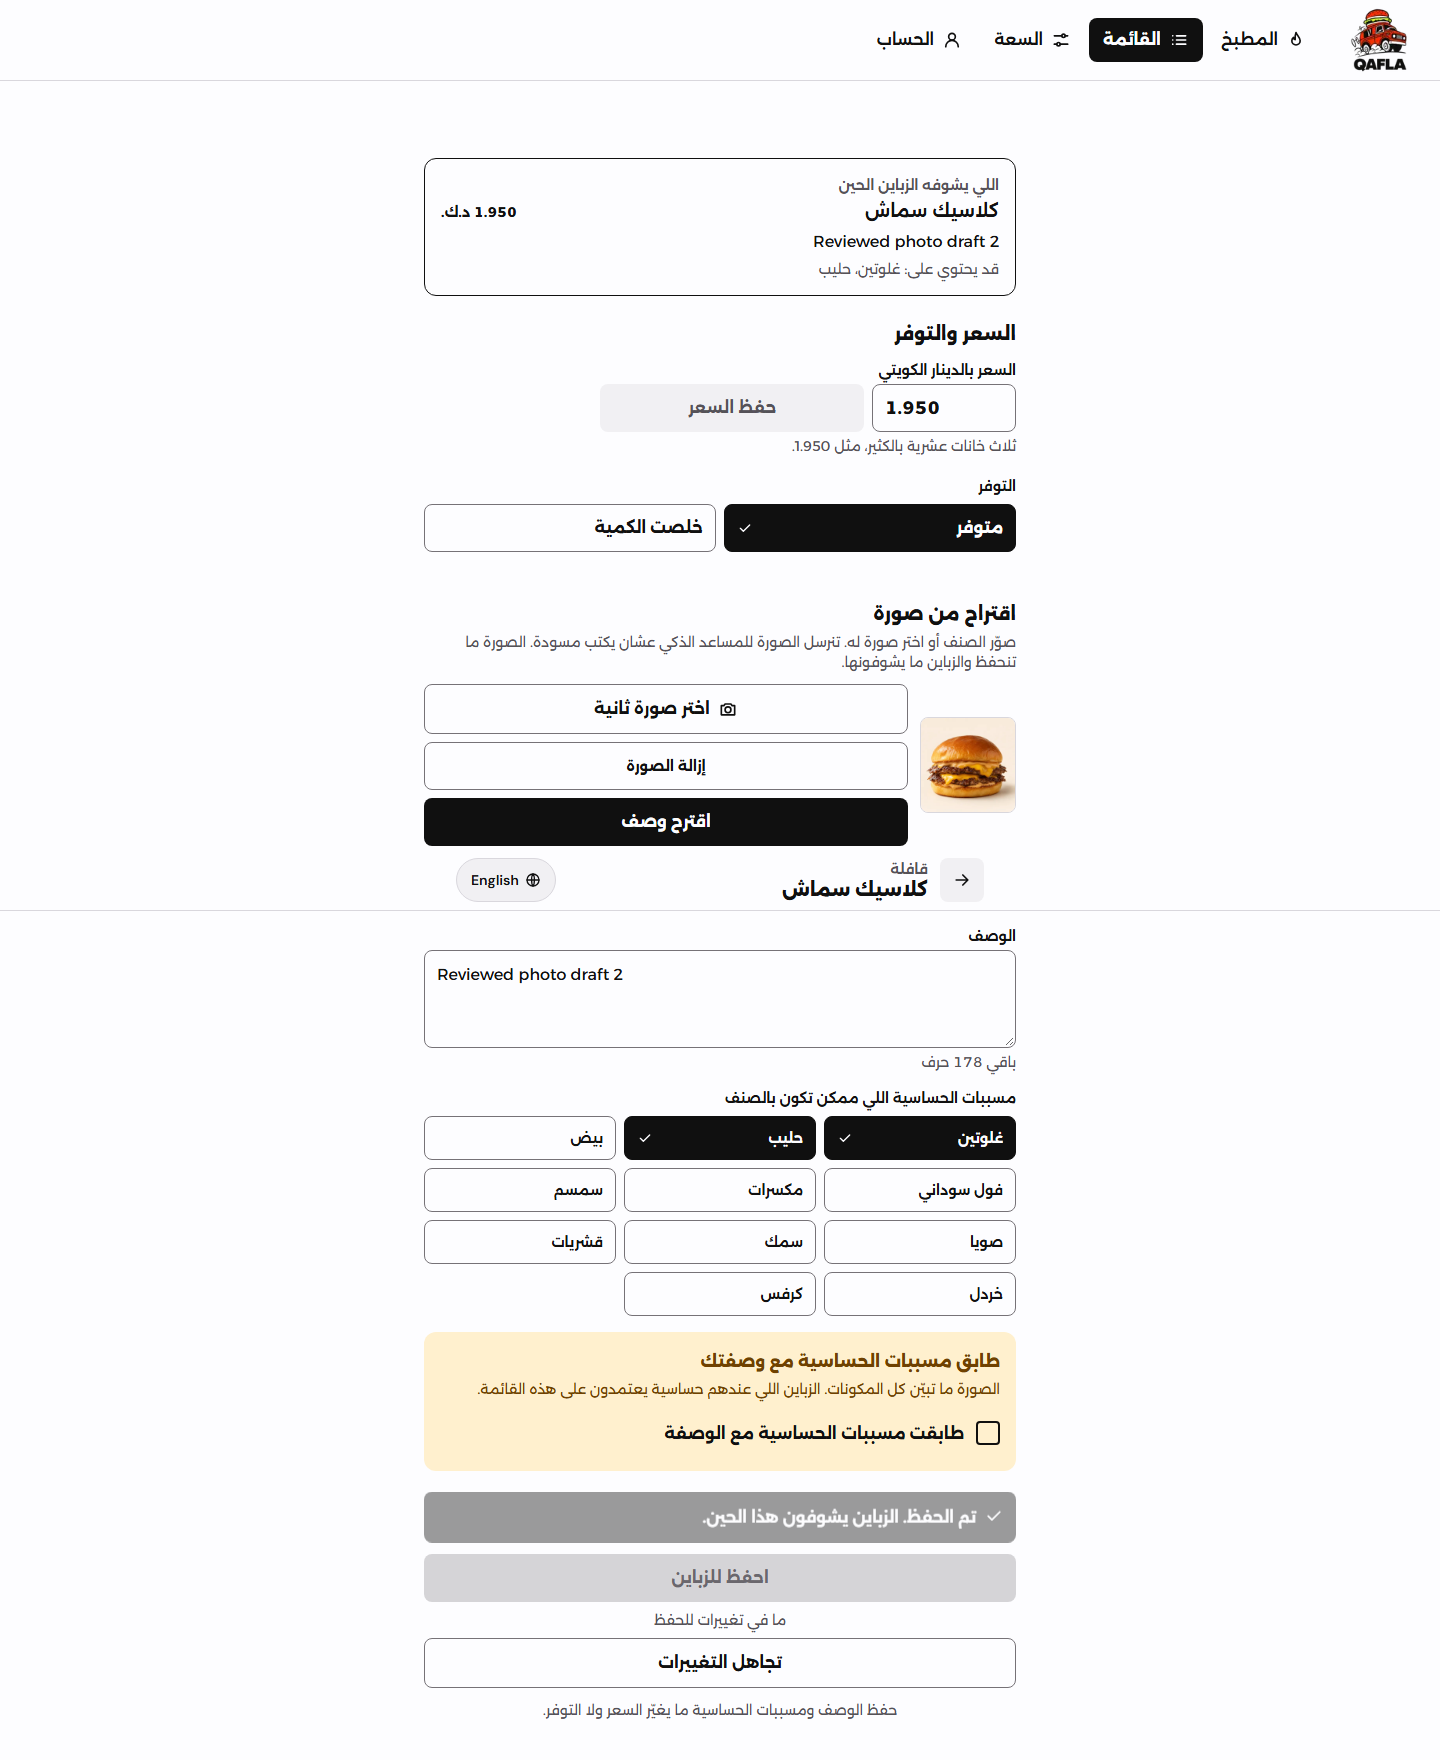 QAFLA
المطبخ
القائمة
السعة
الحساب
اللي يشوفه الزباين الحين
كلاسيك سماش
1.950 د.ك.
Reviewed photo draft 2
قد يحتوي على: غلوتين، حليب
السعر والتوفر
السعر بالدينار الكويتي
1.950
حفظ السعر
ثلاث خانات عشرية بالكثير، مثل 1.950.
التوفر
متوفر
خلصت الكمية
اقتراح من صورة
صوّر الصنف أو اختر صورة له. تنرسل الصورة للمساعد الذكي عشان يكتب مسودة. الصورة ما
تنحفظ والزباين ما يشوفونها.
اختر صورة ثانية
إزالة الصورة
اقترح وصف
قافلة
كلاسيك سماش
English
الوصف
Reviewed photo draft 2
باقي 178 حرف
مسببات الحساسية اللي ممكن تكون بالصنف
غلوتين
حليب
بيض
فول سوداني
مكسرات
سمسم
صويا
سمك
قشريات
خردل
كرفس
طابق مسببات الحساسية مع وصفتك
الصورة ما تبيّن كل المكونات. الزباين اللي عندهم حساسية يعتمدون على هذه القائمة.
طابقت مسببات الحساسية مع الوصفة
تم الحفظ. الزباين يشوفون هذا الحين.
احفظ للزباين
ما في تغييرات للحفظ
تجاهل التغييرات
حفظ الوصف ومسببات الحساسية ما يغيّر السعر ولا التوفر.